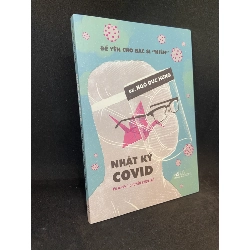 ĐỂ YÊN CHO BÁC SĨ "HIỀN"
BS. NGÔ ĐỨC HÙNG
NHẬT KÝ
COVID